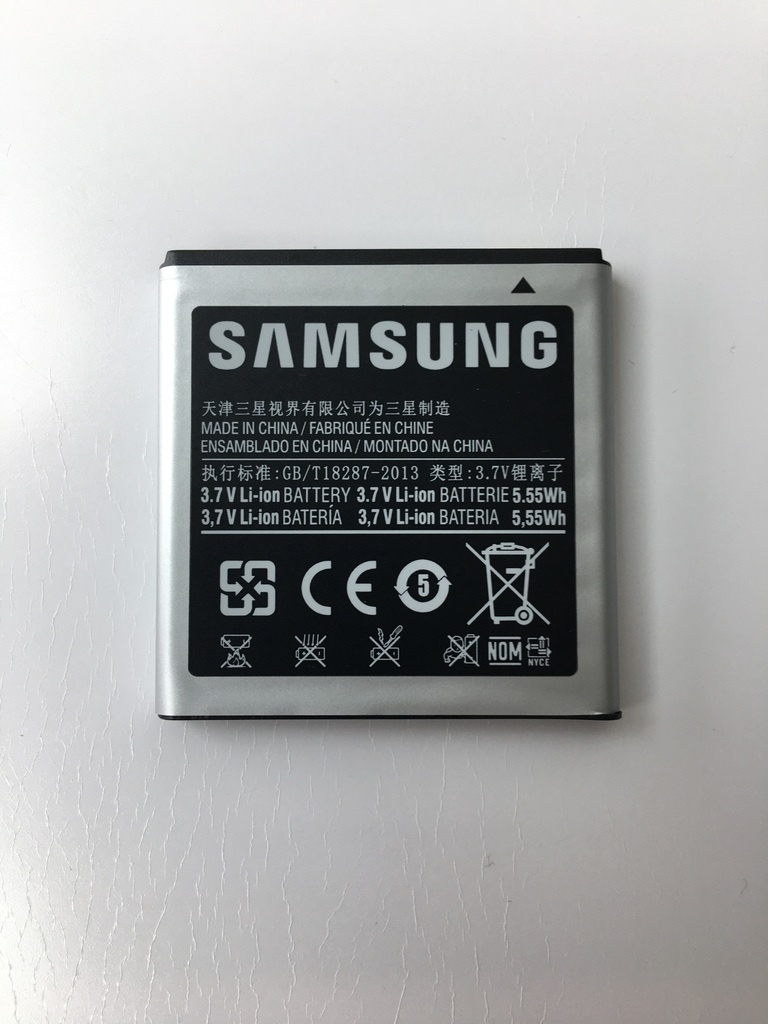 SAMSUNG
天津三星视界有限公司为三星制造
MADE IN CHINA / FABRIQUÉ EN CHINE
ENSAMBLADO EN CHINA / MONTADO NA CHINA
执行标准:GB/T18287-2013 类型:3.7V锂离子
3.7 V Li-ion BATTERY 3.7 V Li-ion BATTERIE 5.55Wh
3,7 V Li-ion BATERÍA 3,7 V Li-ion BATERIA 5,55Wh
CE 5
NOM
NYCE